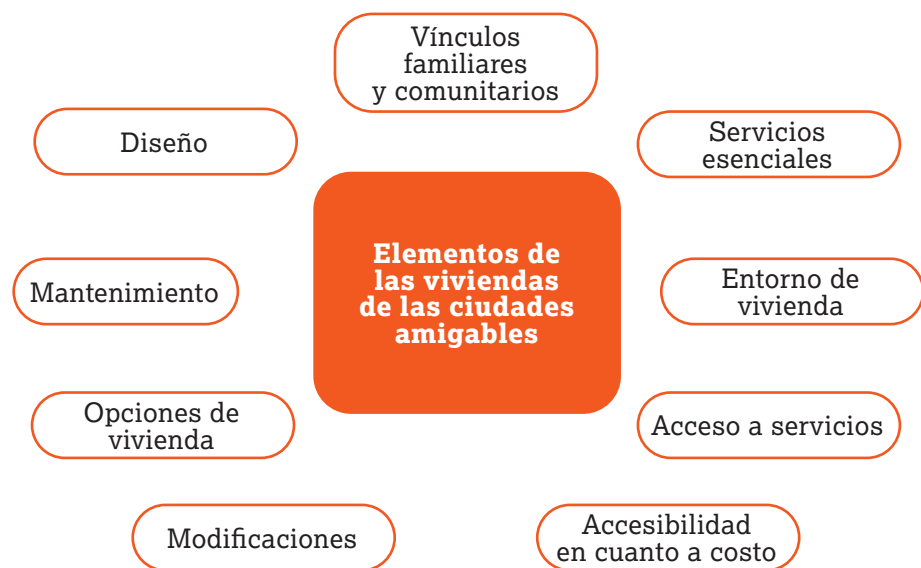 Vínculos
familiares
y comunitarios
Diseño
Servicios
esenciales
Elementos de
las viviendas
de las ciudades
amigables
Mantenimiento
Entorno de
vivienda
Opciones de
vivienda
Acceso a servicios
Modificaciones
Accesibilidad
en cuanto a costo